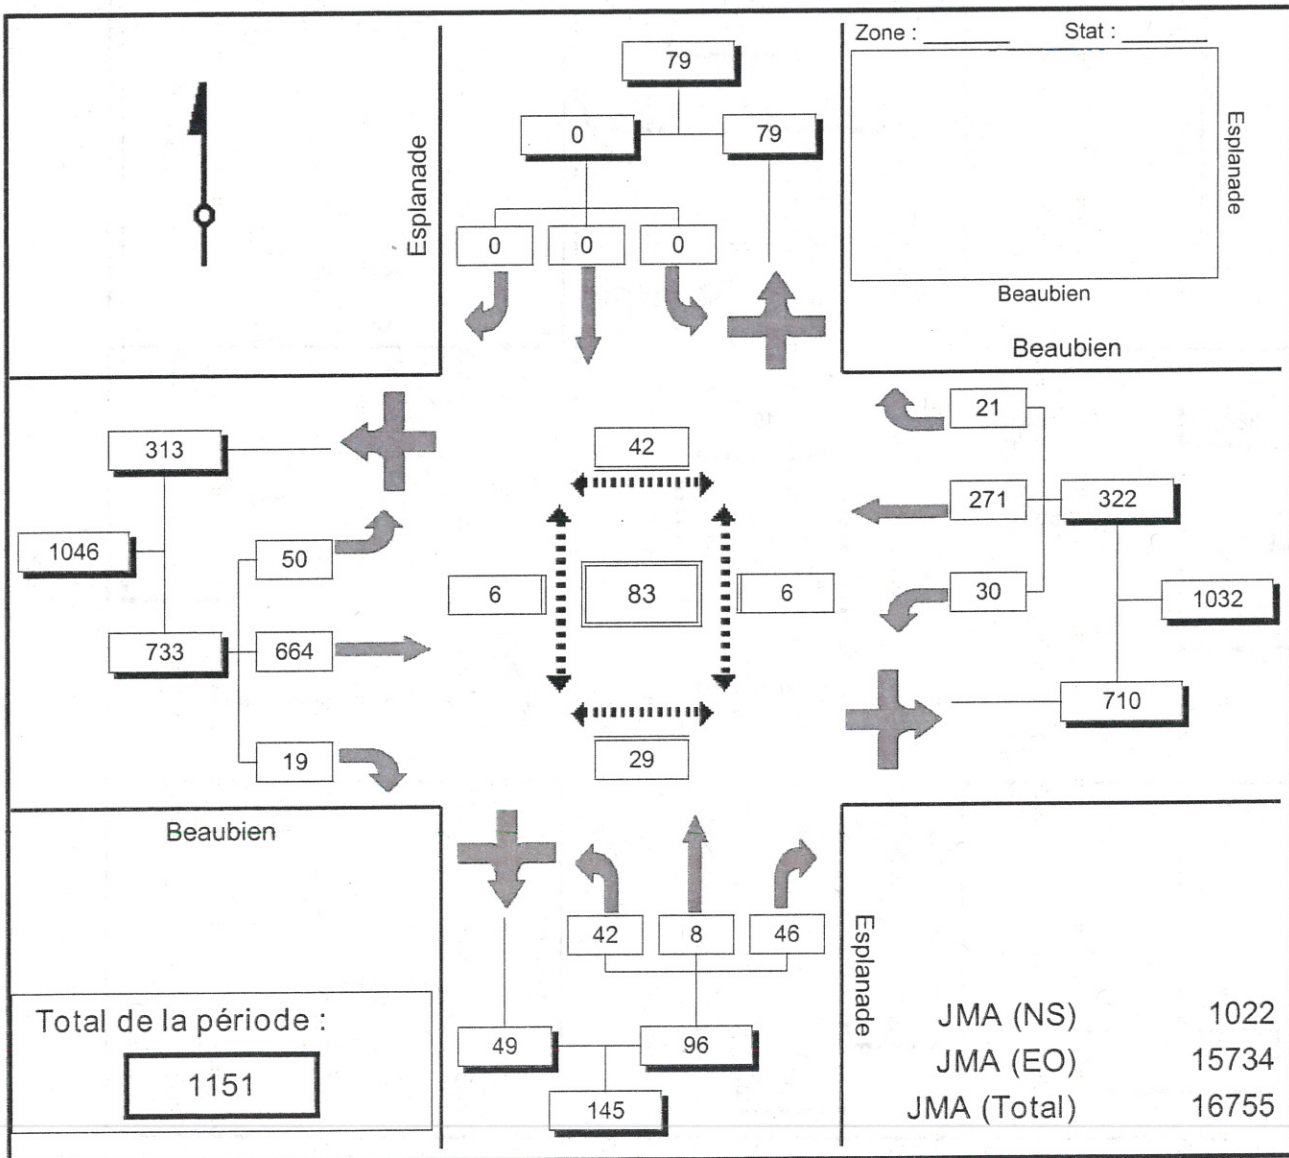 Zone : Stat :
79
0 79
Esplanade
Esplanade
0 0 0
Beaubien
Beaubien
21
313
42
271 322
1046
50
6 83 6
30
1032
733 664
710
19
29
Beaubien
42 8 46
Esplanade
Total de la période :
JMA (NS) 1022
49 96
1151
JMA (EO) 15734
145
JMA (Total) 16755